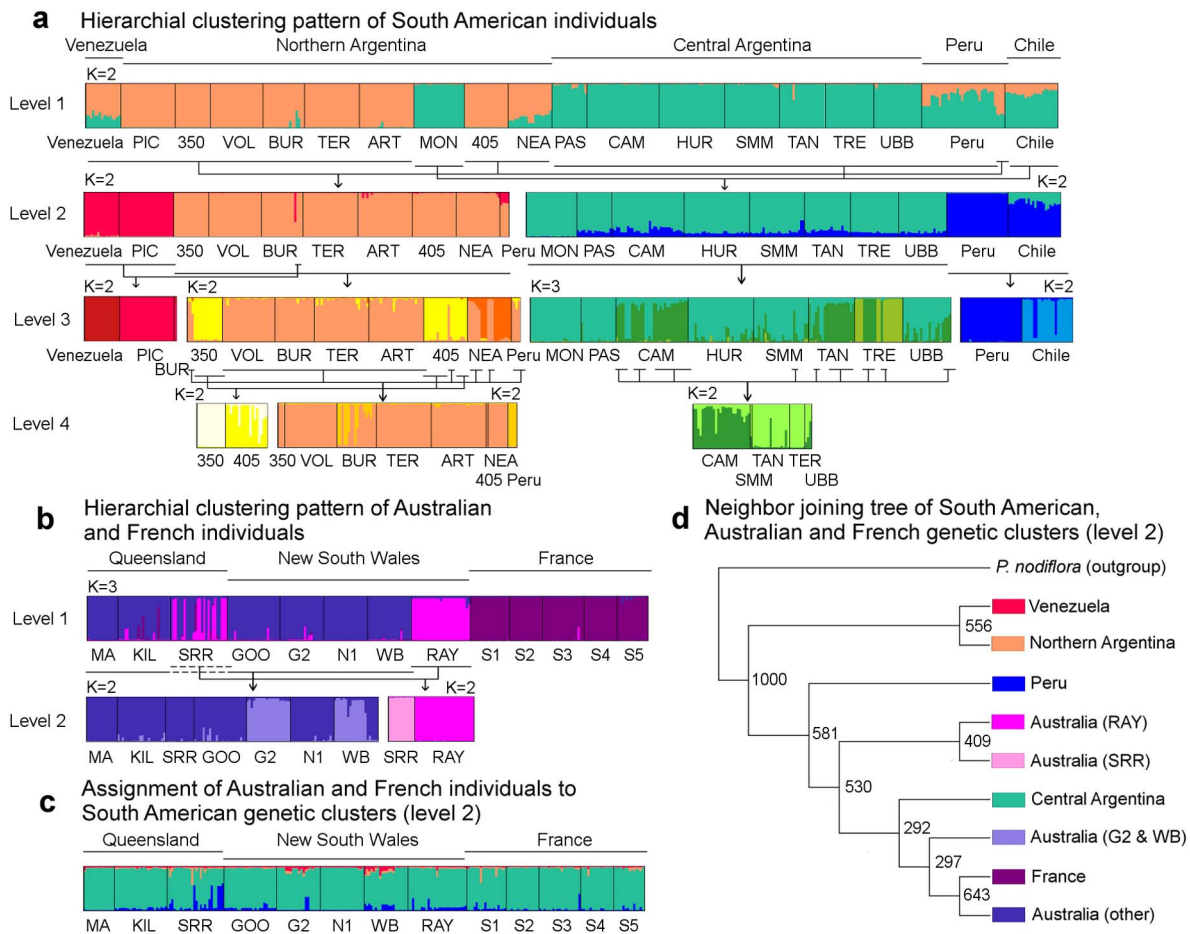 a Hierarchial clustering pattern of South American individuals
Venezuela Northern Argentina Central Argentina Peru Chile
K=2
Level 1
Venezuela PIC 350 VOL BUR TER ART MON 405 NEA PAS CAM HUR SMM TAN TRE UBB Peru Chile
K=2 K=2
Level 2
Venezuela PIC 350 VOL BUR TER ART 405 NEA Peru MON PAS CAM HUR SMM TAN TRE UBB Peru Chile
K=2 K=2 K=3 K=2
Level 3
Venezuela PIC 350 VOL BUR TER ART 405 NEA Peru MON PAS CAM HUR SMM TAN TRE UBB Peru Chile
BUR
K=2 K=2 K=2
Level 4
350 405 350 VOL BUR TER ART NEA CAM TAN TER
405 Peru SMM UBB
b Hierarchial clustering pattern of Australian
and French individuals
Queensland New South Wales France
K=3
Level 1
MA KIL SRR GOO G2 N1 WB RAY S1 S2 S3 S4 S5
K=2 K=2
Level 2
MA KIL SRR GOO G2 N1 WB SRR RAY
c Assignment of Australian and French individuals to
South American genetic clusters (level 2)
Queensland New South Wales France
MA KIL SRR GOO G2 N1 WB RAY S1 S2 S3 S4 S5
d Neighbor joining tree of South American,
Australian and French genetic clusters (level 2)
P. nodiflora (outgroup)
Venezuela
556
Northern Argentina
1000
Peru
Australia (RAY)
581
409
Australia (SRR)
530
Central Argentina
292
Australia (G2 & WB)
297
France
643
Australia (other)